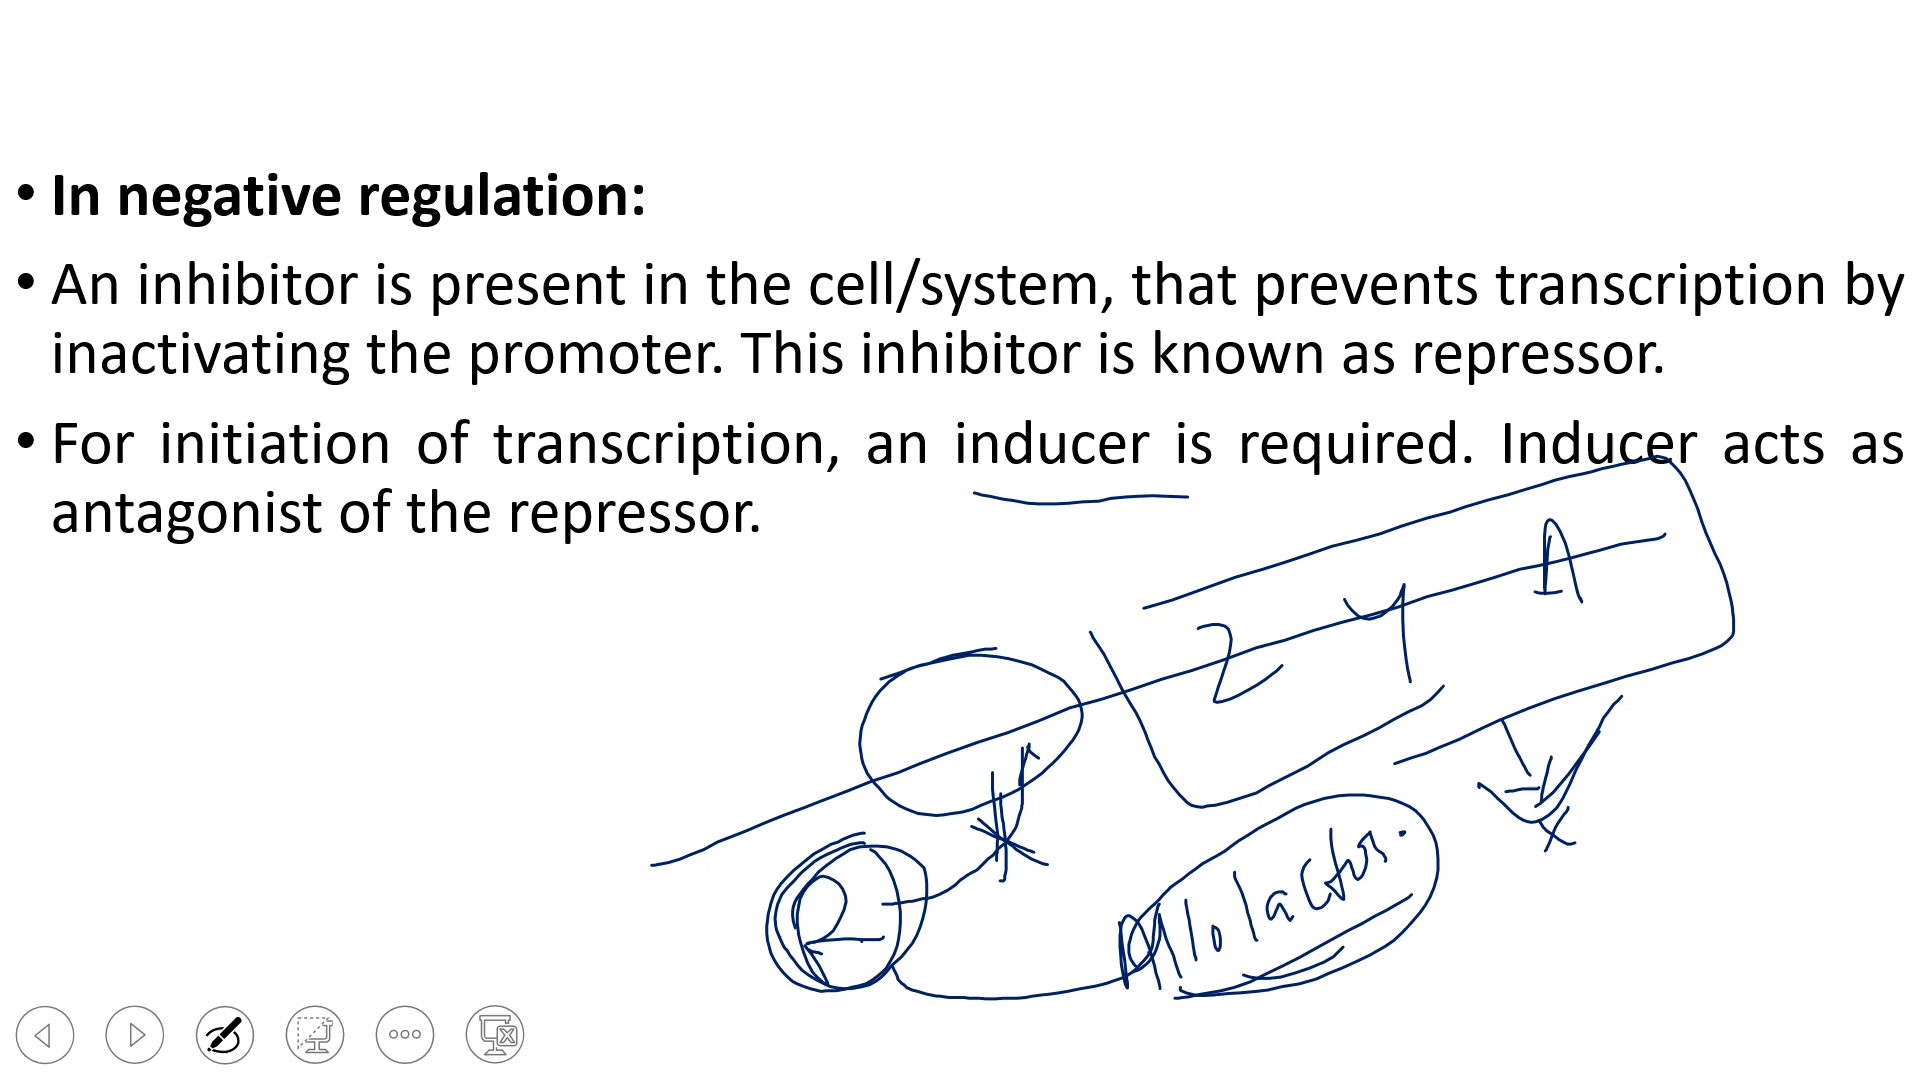 • In negative regulation:
• An inhibitor is present in the cell/system, that prevents transcription by
inactivating the promoter. This inhibitor is known as repressor.
• For initiation of transcription, an inducer is required. Inducer acts as
antagonist of the repressor.
Z Y A
R
Allolactos.